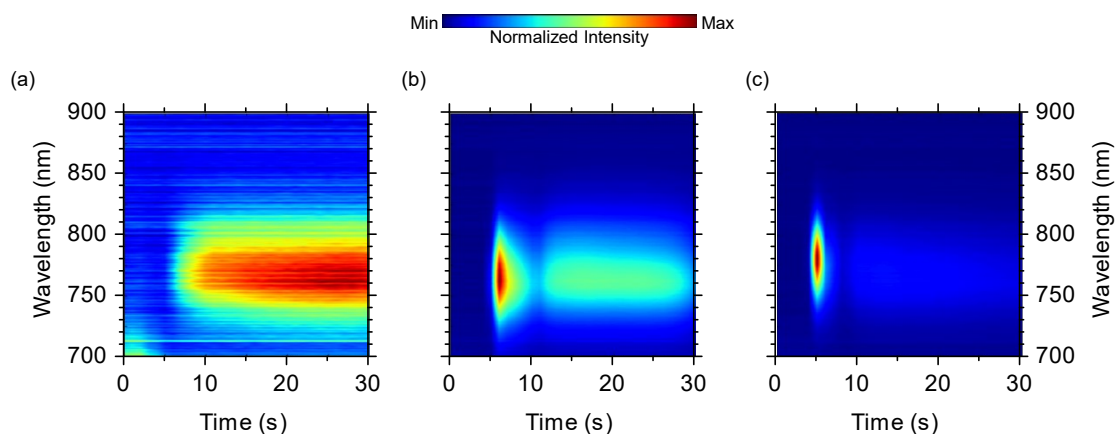 Min Max
Normalized Intensity
(a) (b) (c)
900 900
850 850
800 800
750 750
700 700
Wavelength (nm) Wavelength (nm)
0 10 20 30 0 10 20 30 0 10 20 30
Time (s) Time (s) Time (s)